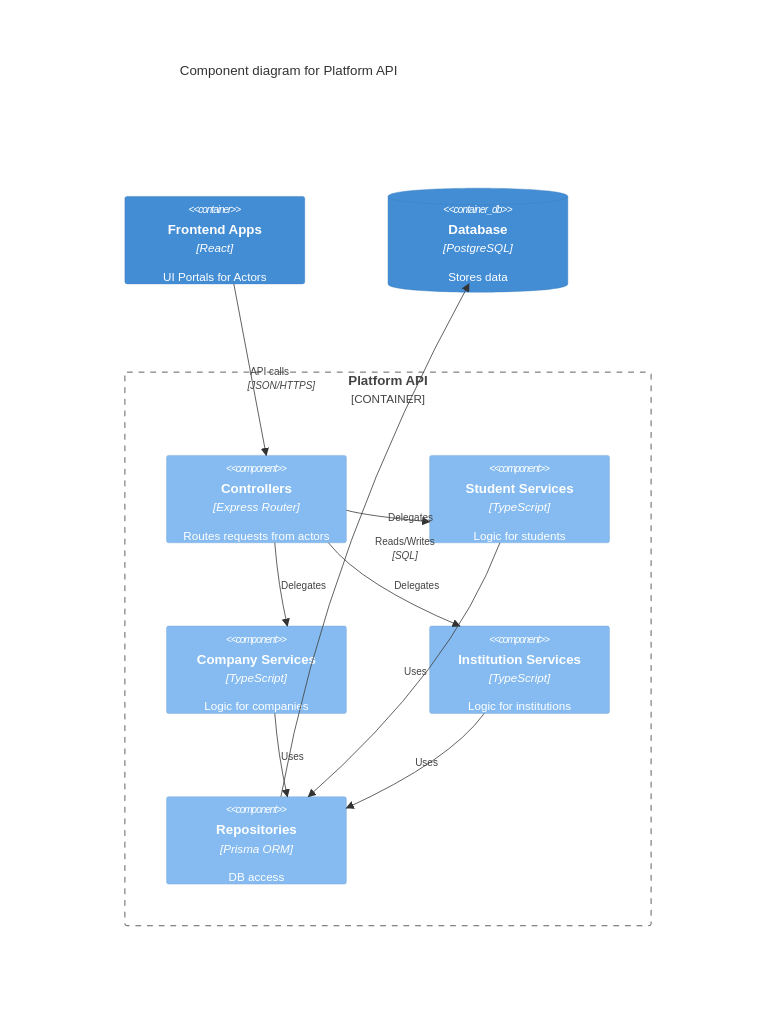 Component diagram for Platform API
<<container>>
Frontend Apps
[React]
UI Portals for Actors
<<container_db>>
Database
[PostgreSQL]
Stores data
API calls
[JSON/HTTPS]
Platform API
[CONTAINER]
<<component>>
Controllers
[Express Router]
Routes requests from actors
<<component>>
Student Services
[TypeScript]
Logic for students
Delegates
Reads/Writes
[SQL]
Delegates
Delegates
<<component>>
Company Services
[TypeScript]
Logic for companies
<<component>>
Institution Services
[TypeScript]
Logic for institutions
Uses
Uses
Uses
<<component>>
Repositories
[Prisma ORM]
DB access